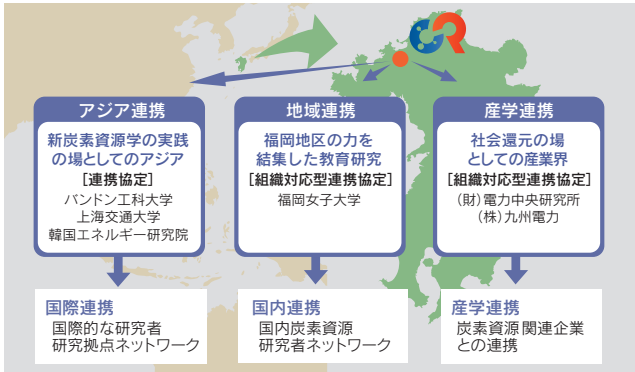 CR
アジア連携
新炭素資源学の実践
の場としてのアジア
[連携協定]
バンドン工科大学
上海交通大学
韓国エネルギー研究院
地域連携
福岡地区の力を
結集した教育研究
[組織対応型連携協定]
福岡女子大学
産学連携
社会還元の場
としての産業界
[組織対応型連携協定]
(財)電力中央研究所
(株)九州電力
国際連携
国際的な研究者
研究拠点ネットワーク
国内連携
国内炭素資源
研究者ネットワーク
産学連携
炭素資源関連企業
との連携